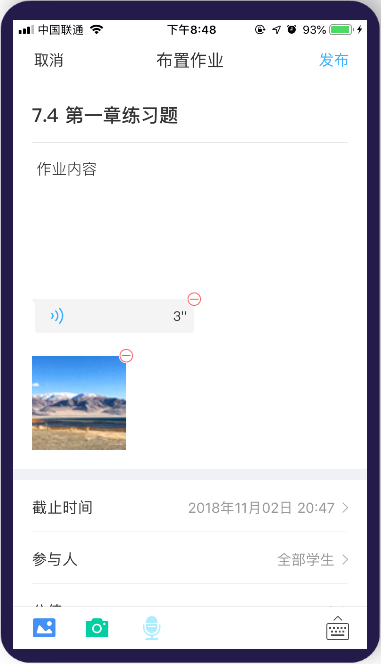 中国联通 下午8:48 93%
取消 布置作业 发布
7.4 第一章练习题
作业内容
3"
截止时间 2018年11月02日 20:47
参与人 全部学生